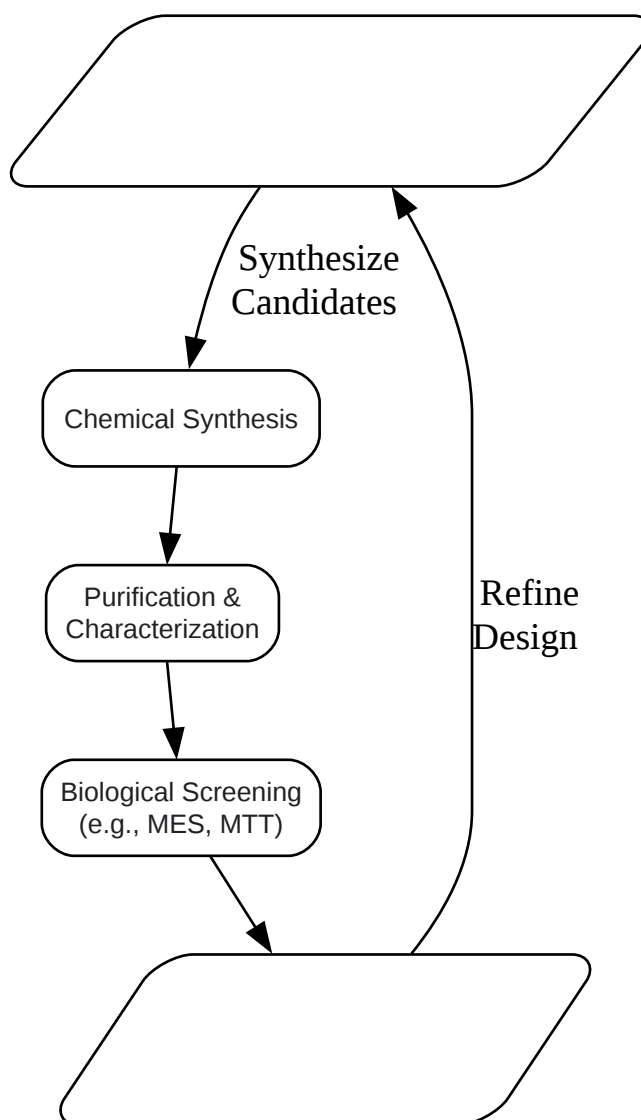 Synthesize
Candidates
Chemical Synthesis
Purification &
Characterization
Refine
Design
Biological Screening
(e.g., MES, MTT)